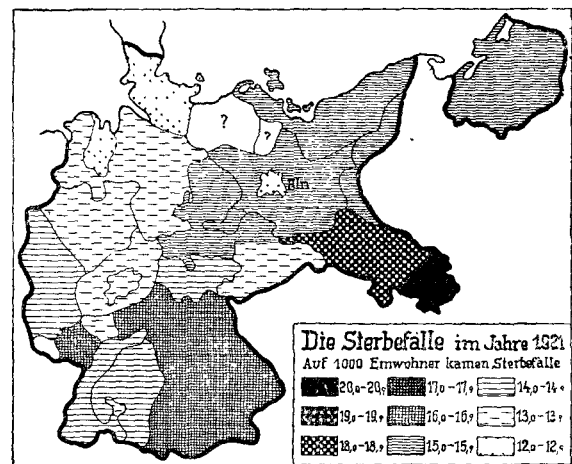 ?
?
Bln
Die Sterbefälle im Jahre 1921
Auf 1000 Einwohner kamen Sterbefälle
20,0-20,9 17,0-17,9 14,0-14,9
19,0-19,9 16,0-16,9 13,0-13,9
18,0-18,9 15,0-15,9 12,0-12,9